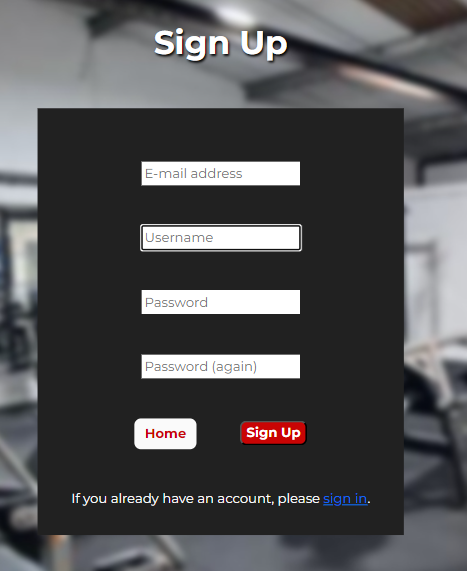 Sign Up
E-mail address
Username
Password
Password (again)
Home Sign Up
If you already have an account, please sign in.